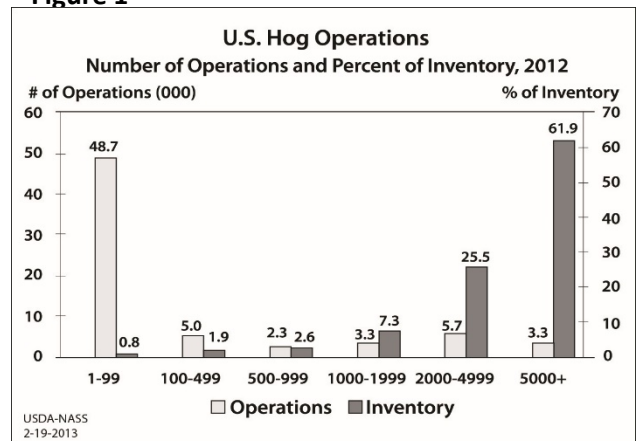 Figure 1
U.S. Hog Operations
Number of Operations and Percent of Inventory, 2012
# of Operations (000) % of Inventory
60 70
61.9
50 48.7 60
50
40
40
30
25.5 30
20
20
10 5.0 7.3 5.7 10
0.8 1.9 2.3 2.6 3.3 3.3
0 0
1-99 100-499 500-999 1000-1999 2000-4999 5000+
Operations Inventory
USDA-NASS
2-19-2013